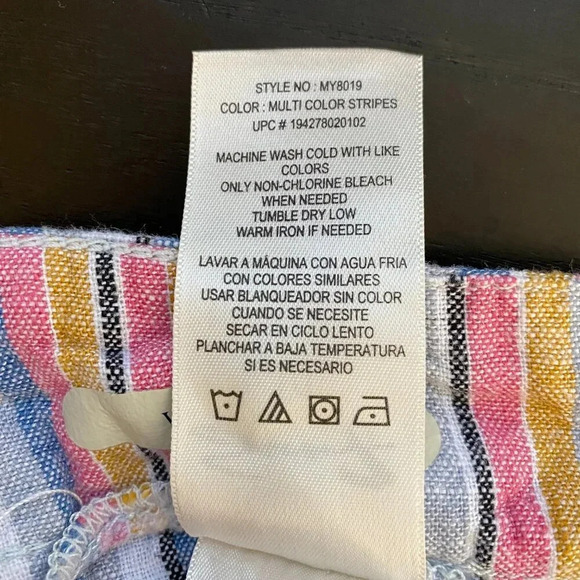 STYLE NO : MY8019
COLOR : MULTI COLOR STRIPES
UPC # 194278020102
MACHINE WASH COLD WITH LIKE
COLORS
ONLY NON-CHLORINE BLEACH
WHEN NEEDED
TUMBLE DRY LOW
WARM IRON IF NEEDED
LAVAR A MÁQUINA CON AGUA FRIA
CON COLORES SIMILARES
USAR BLANQUEADOR SIN COLOR
CUANDO SE NECESITE
SECAR EN CICLO LENTO
PLANCHAR A BAJA TEMPERATURA
SI ES NECESARIO